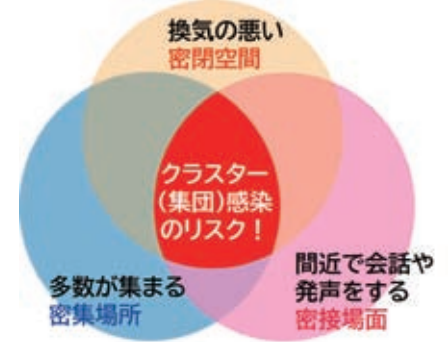 換気の悪い
密閉空間
クラスター
(集団)感染
のリスク！
多数が集まる
密集場所
間近で会話や
発声をする
密接場面